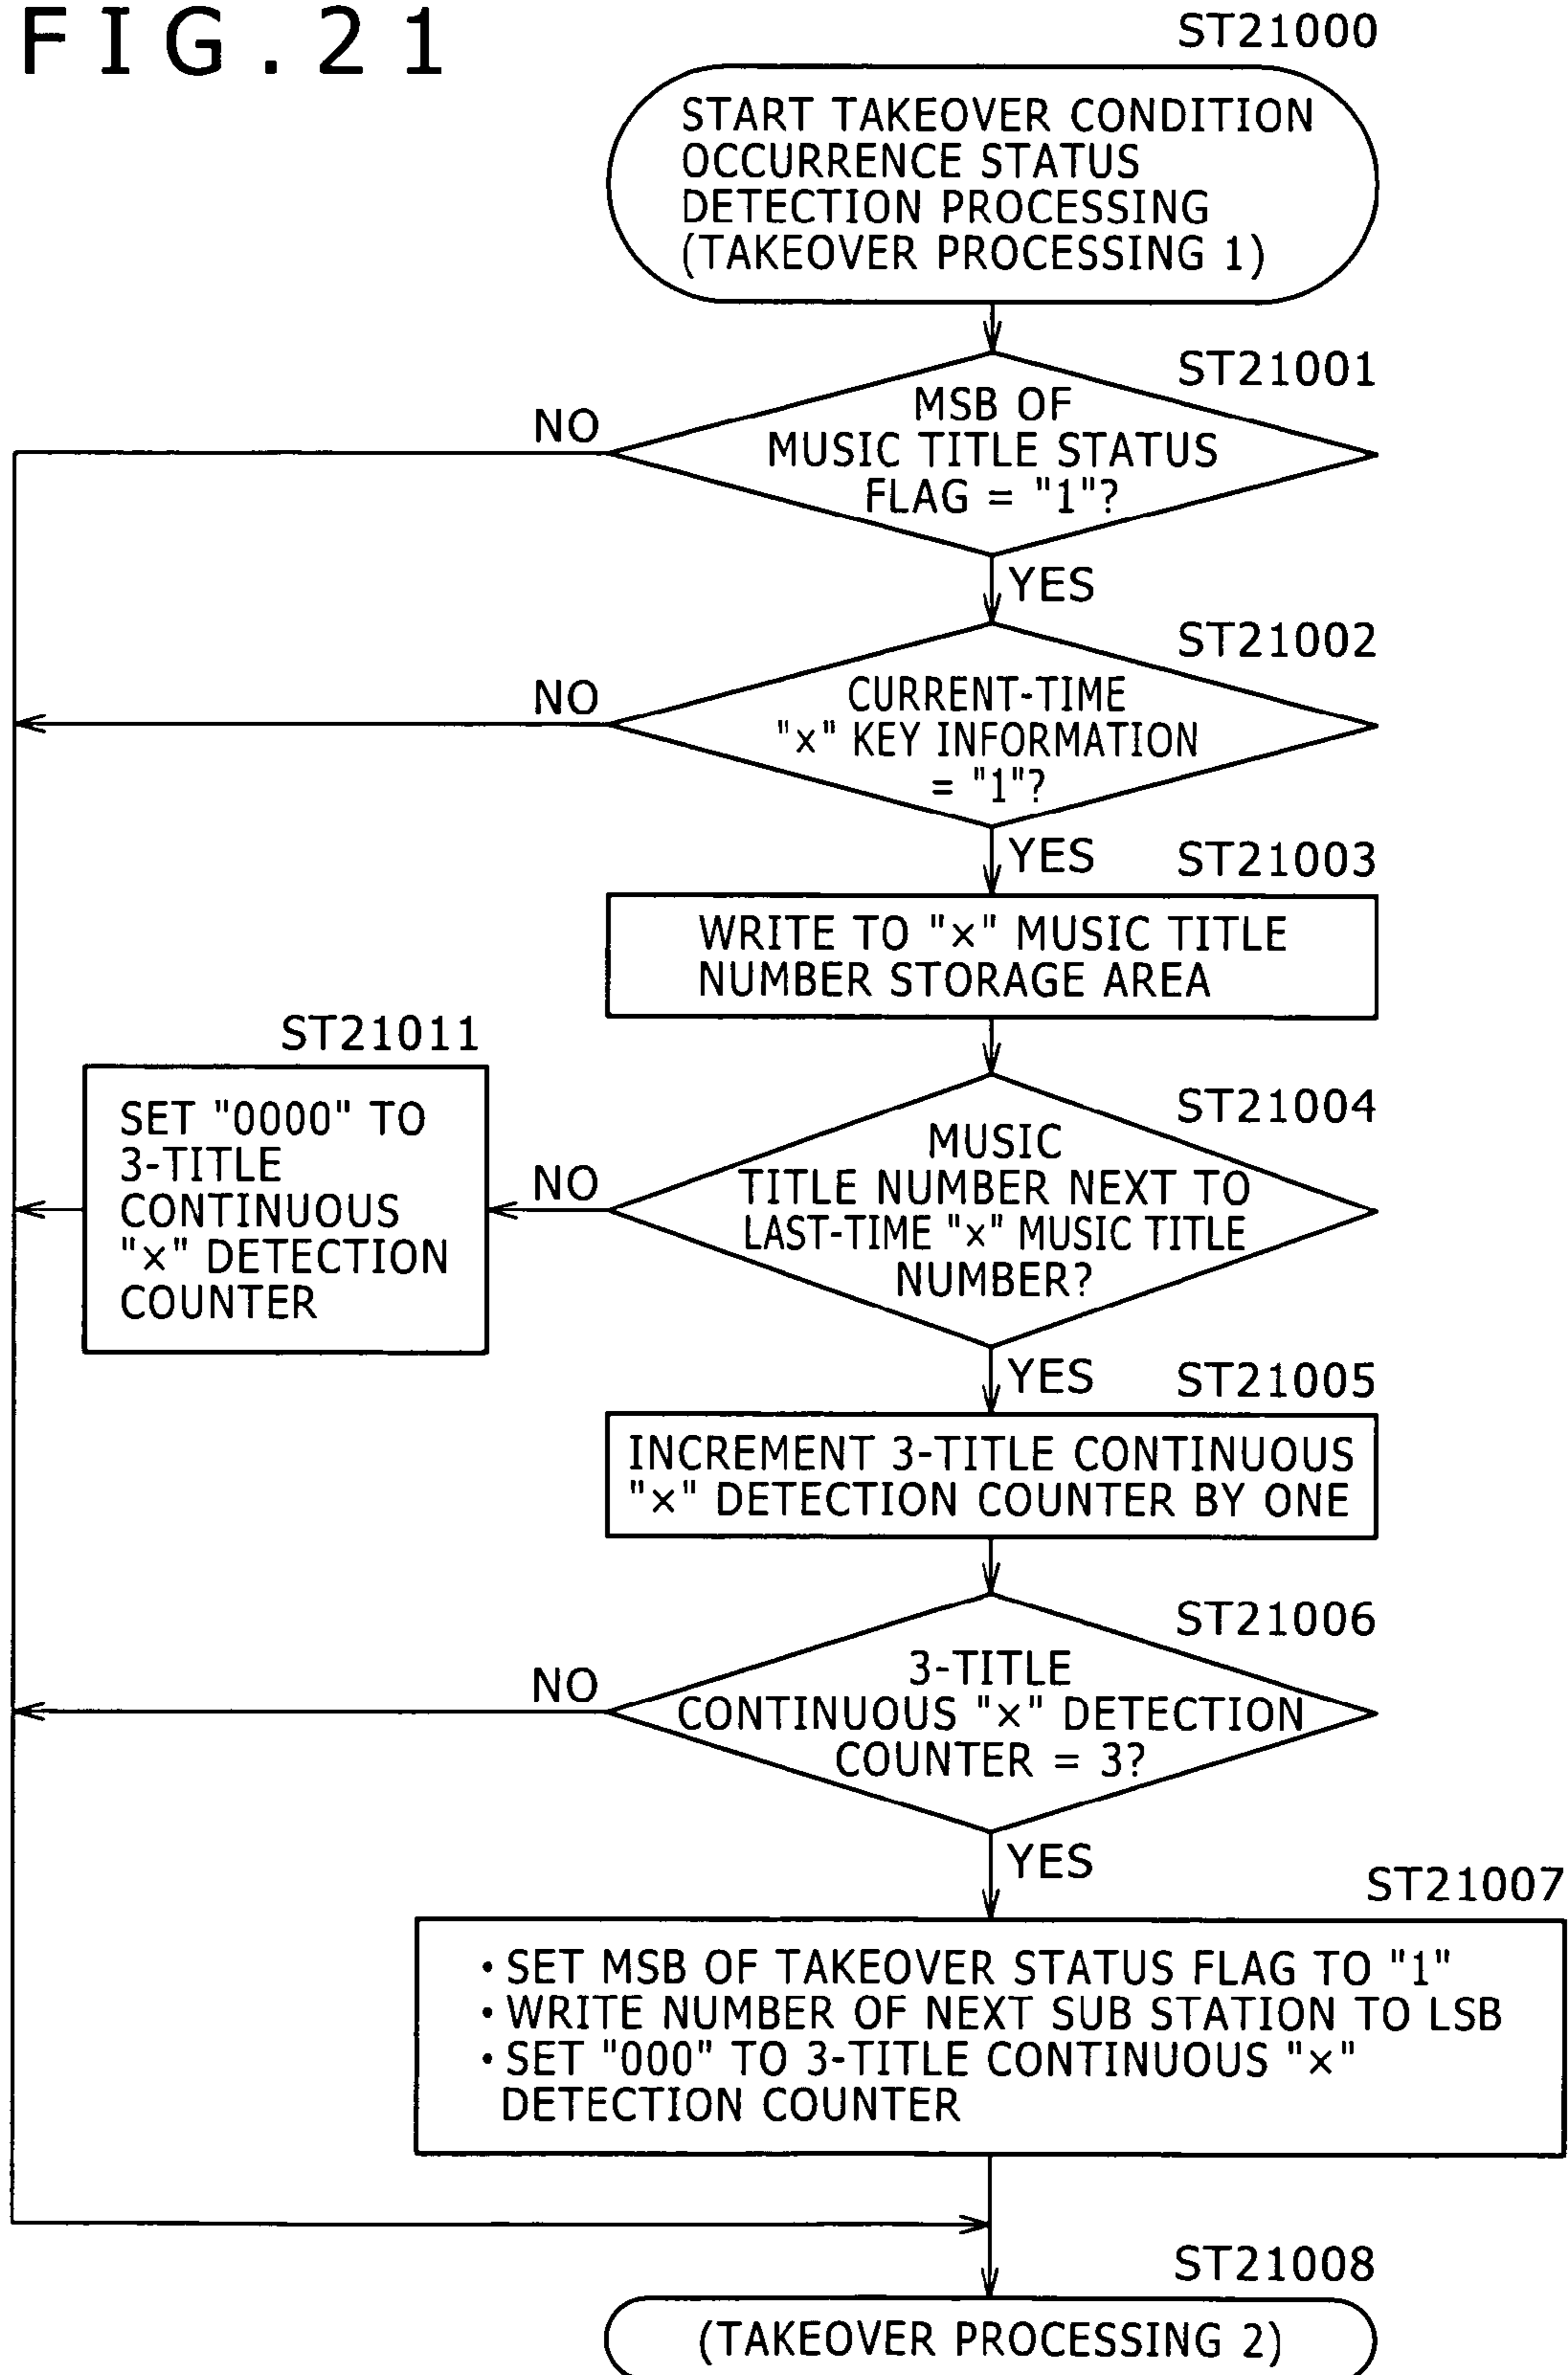 FIG.21
ST21000
START TAKEOVER CONDITION
OCCURRENCE STATUS
DETECTION PROCESSING
(TAKEOVER PROCESSING 1)
ST21001
MSB OF
MUSIC TITLE STATUS
FLAG = "1"?
NO
YES
ST21002
CURRENT-TIME
"×" KEY INFORMATION
= "1"?
NO
YES
ST21003
WRITE TO "×" MUSIC TITLE
NUMBER STORAGE AREA
ST21004
MUSIC
TITLE NUMBER NEXT TO
LAST-TIME "×" MUSIC TITLE
NUMBER?
NO
ST21011
SET "0000" TO
3-TITLE
CONTINUOUS
"×" DETECTION
COUNTER
YES
ST21005
INCREMENT 3-TITLE CONTINUOUS
"×" DETECTION COUNTER BY ONE
ST21006
3-TITLE
CONTINUOUS "×" DETECTION
COUNTER = 3?
NO
YES
ST21007
・SET MSB OF TAKEOVER STATUS FLAG TO "1"
・WRITE NUMBER OF NEXT SUB STATION TO LSB
・SET "000" TO 3-TITLE CONTINUOUS "×"
DETECTION COUNTER
ST21008
(TAKEOVER PROCESSING 2)